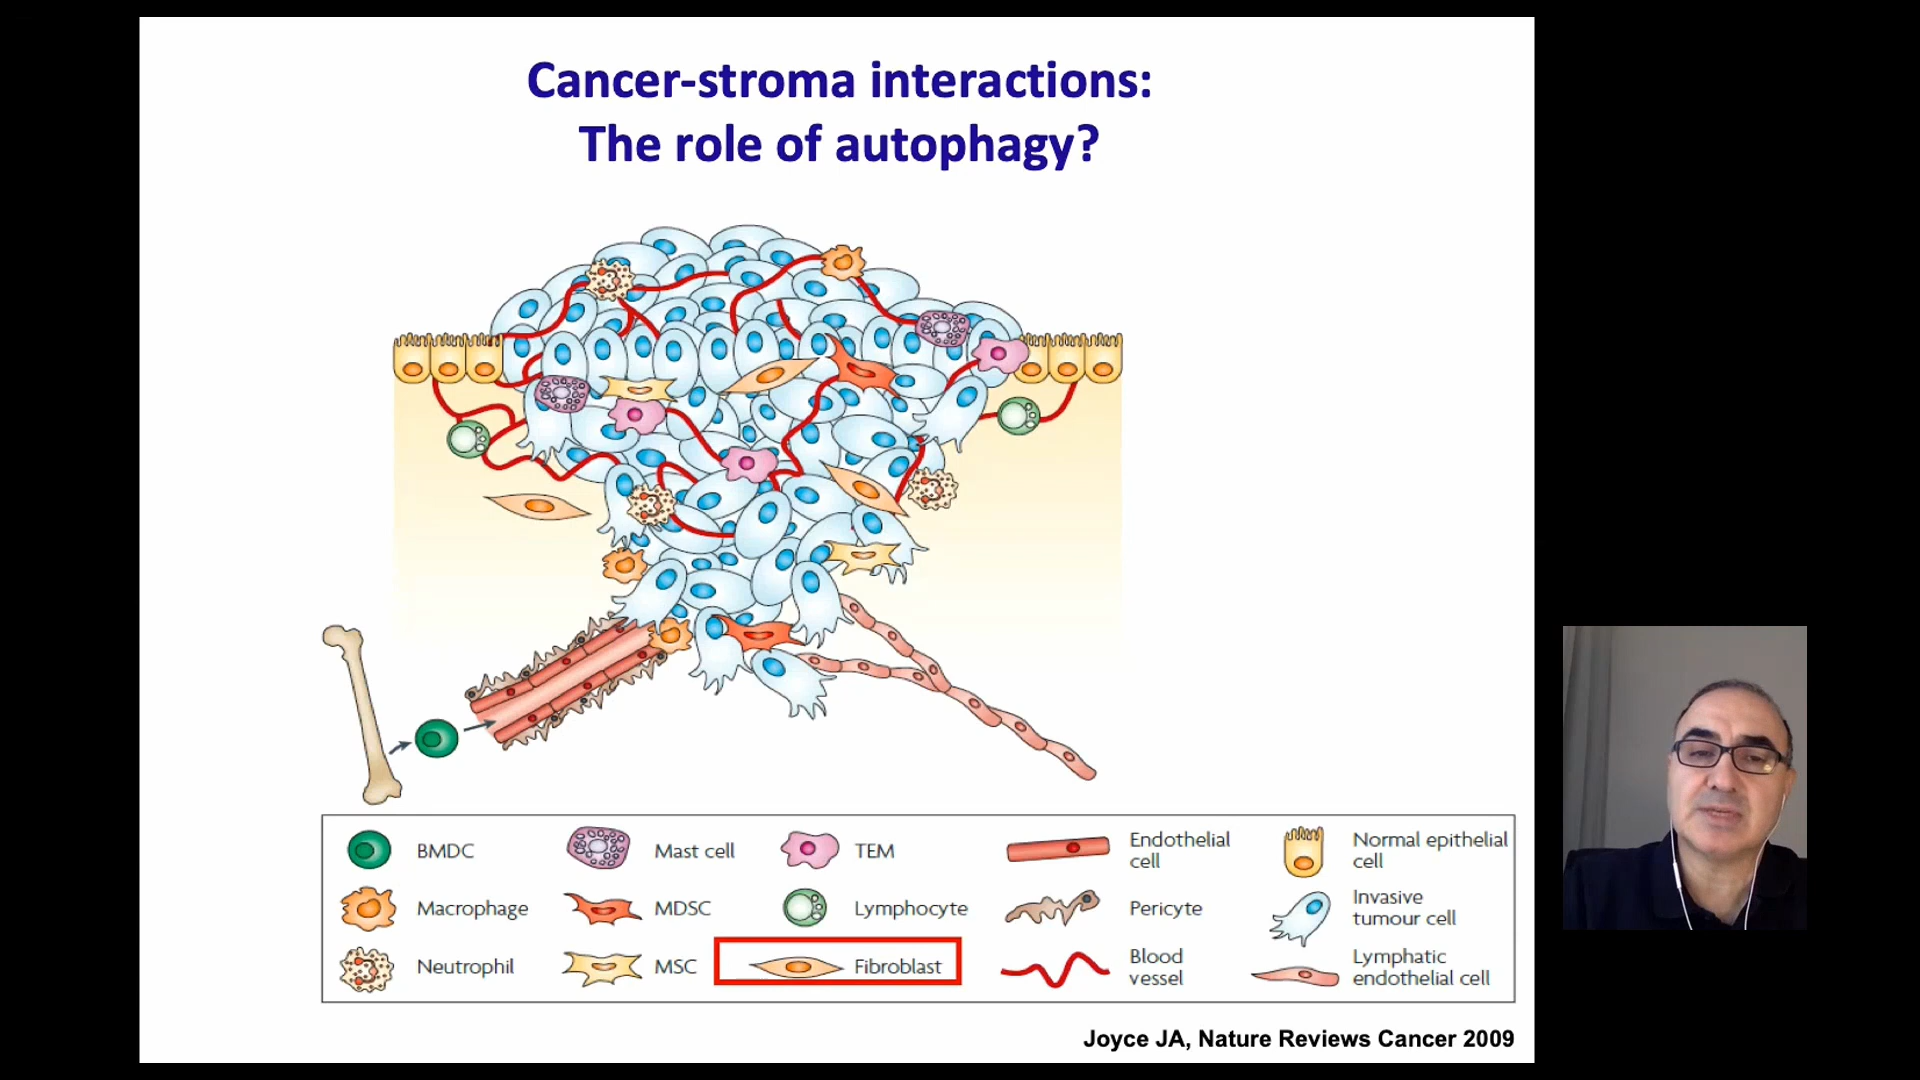 Cancer-stroma interactions:
The role of autophagy?
BMDC
Mast cell
TEM
Endothelial
cell
Normal epithelial
cell
Macrophage
MDSC
Lymphocyte
Pericyte
Invasive
tumour cell
Neutrophil
MSC
Fibroblast
Blood
vessel
Lymphatic
endothelial cell
Joyce JA, Nature Reviews Cancer 2009